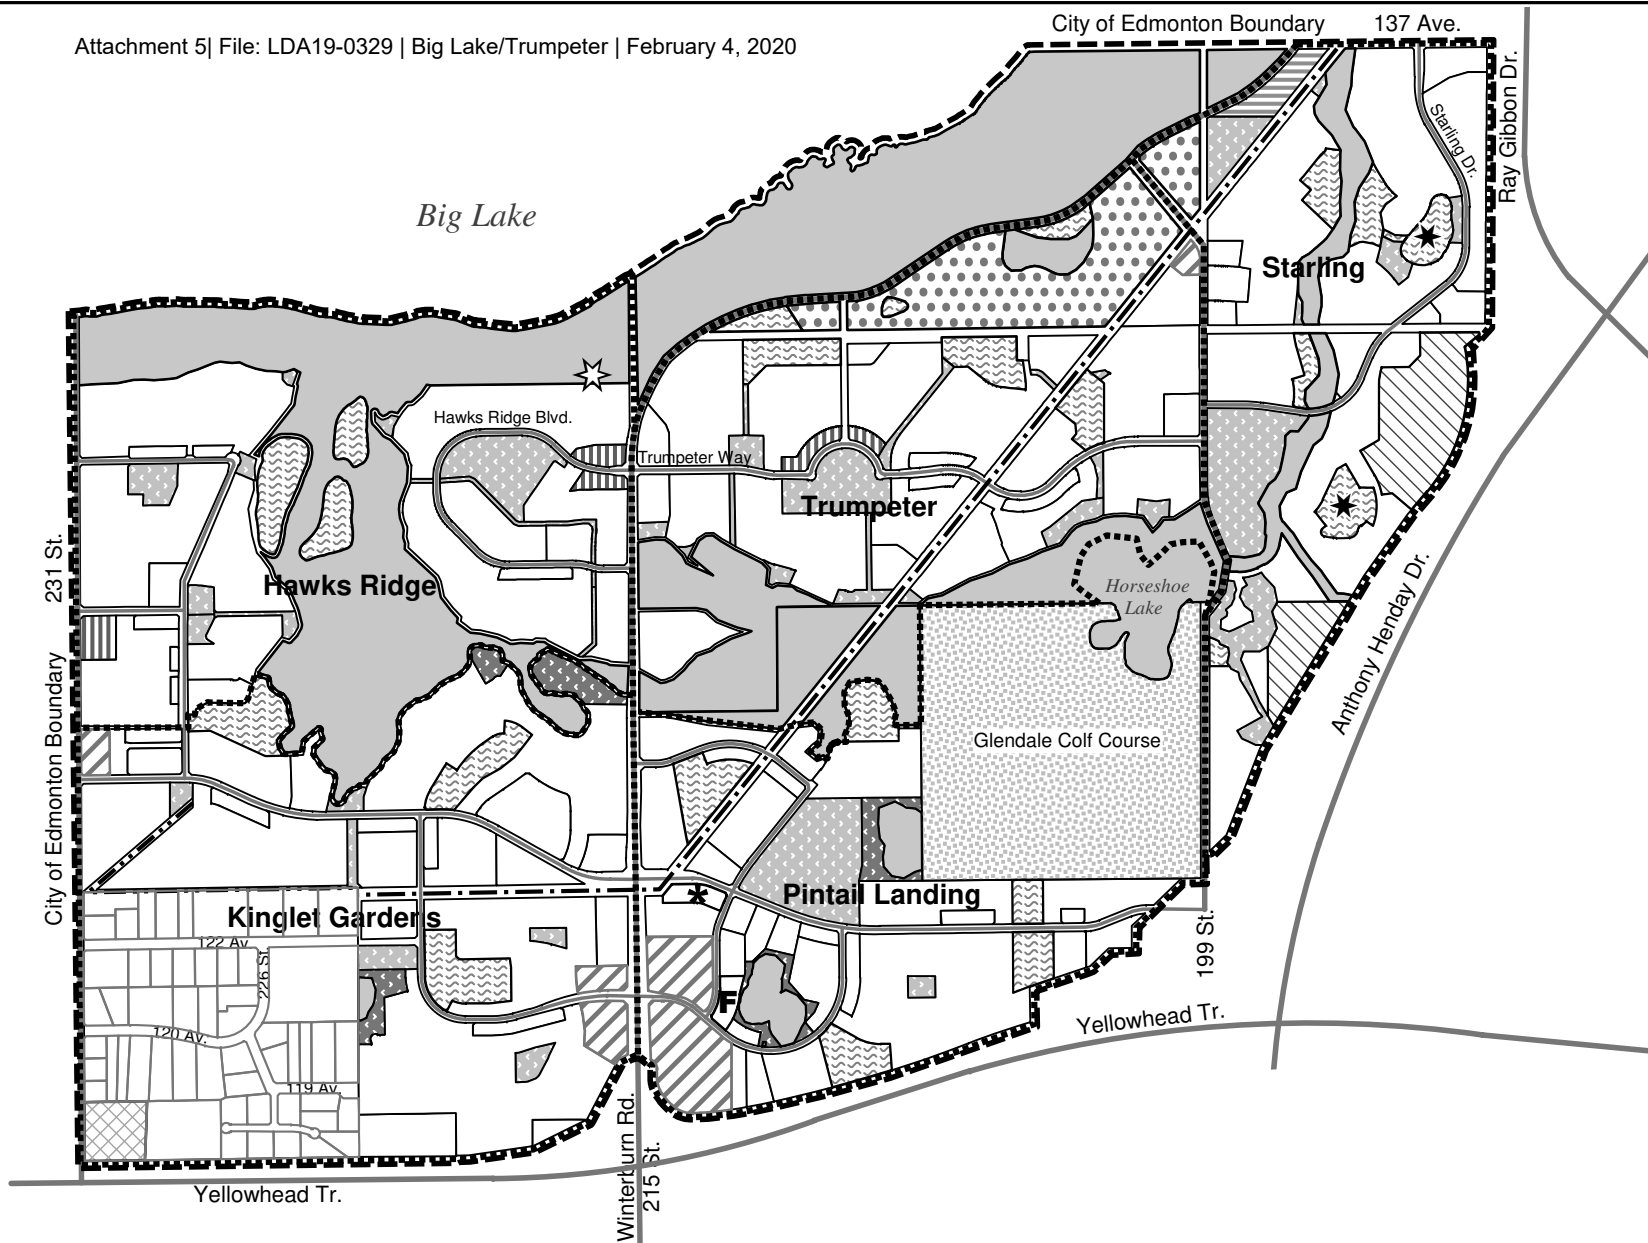 City of Edmonton Boundary
137 Ave.
Attachment 5| File: LDA19-0329 | Big Lake/Trumpeter | February 4, 2020
Ray Gibbon Dr.
Starling Dr.
Big Lake
Starling
Hawks Ridge Blvd.
Trumpeter Way
Trumpeter
231 St.
Hawks Ridge
Horseshoe
Lake
Anthony Henday Dr.
City of Edmonton Boundary
Glendale Colf Course
Pintail Landing
Kinglet Gardens
122 Av
226 St
199 St.
F
120 Av.
Yellowhead Tr.
119 Av
Winterburn Rd.
215 St.
Yellowhead Tr.